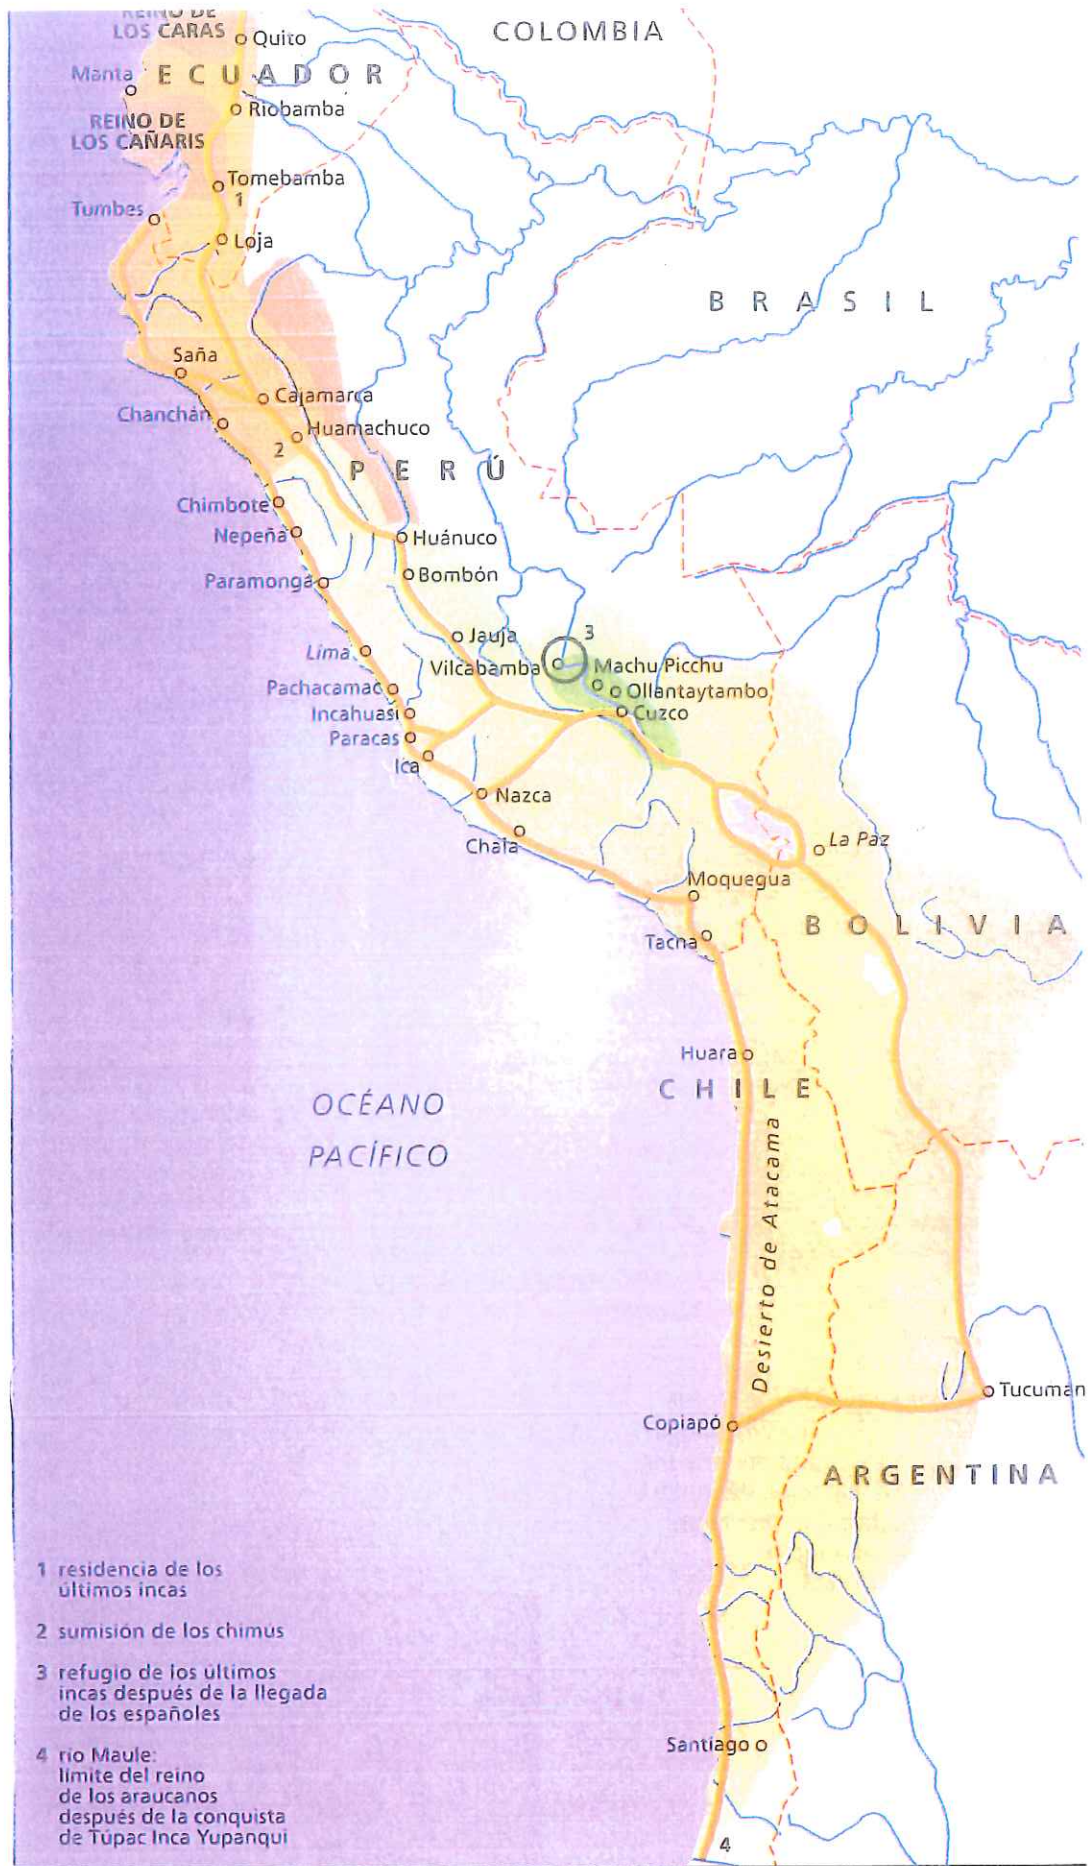 REINO DE
LOS CARAS
Quito
COLOMBIA
Manta
ECUADOR
Riobamba
REINO DE
LOS CAÑARIS
Tomebamba
1
Tumbes
Loja
BRASIL
Saña
Cajamarca
Chanchán
Huamachuco
2
PERÚ
Chimbote
Nepeña
Huánuco
Bombón
Paramonga
Jauja
3
Lima
Vilcabamba
Machu Picchu
Pachacamac
Ollantaytambo
Incahuasi
Cuzco
Paracas
Ica
Nazca
Chala
La Paz
Moquegua
BOLIVIA
Tacna
Huara
CHILE
OCÉANO
PACÍFICO
Desierto de Atacama
Tucumán
Copiapó
ARGENTINA
1 residencia de los
últimos incas
2 sumisión de los chimús
3 refugio de los últimos
incas después de la llegada
de los españoles
Santiago
4 río Maule:
límite del reino
de los araucanos
después de la conquista
de Túpac Inca Yupanqui
4